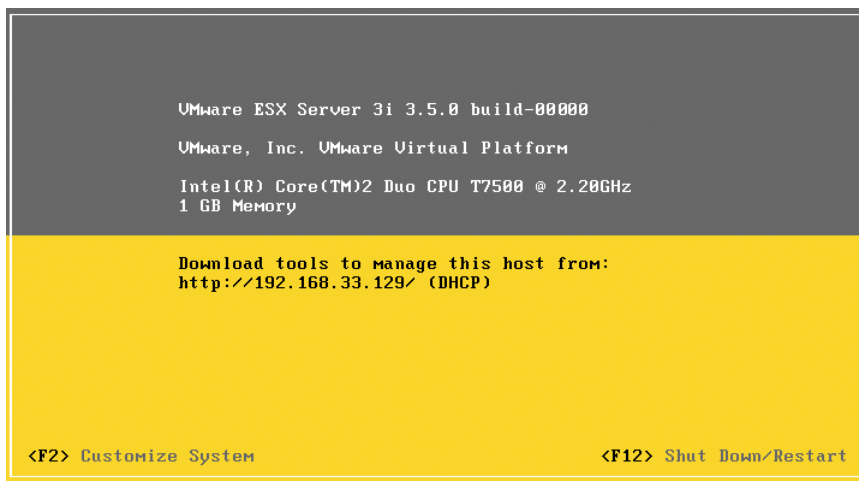 VMware ESX Server 3i 3.5.0 build-00000
VMware, Inc. VMware Virtual Platform
Intel(R) Core(TM)2 Duo CPU T7500 @ 2.20GHz
1 GB Memory
Download tools to manage this host from:
http://192.168.33.129/ (DHCP)
<F2> Customize System
<F12> Shut Down/Restart